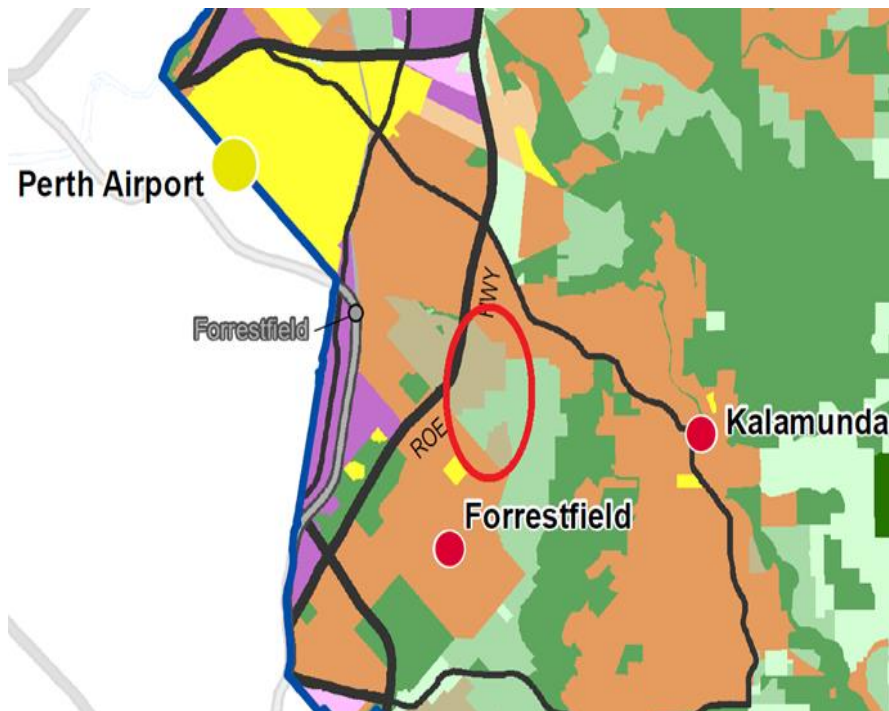 Perth Airport
HWY
Forrestfield
ROE
Kalamunda
Forrestfield